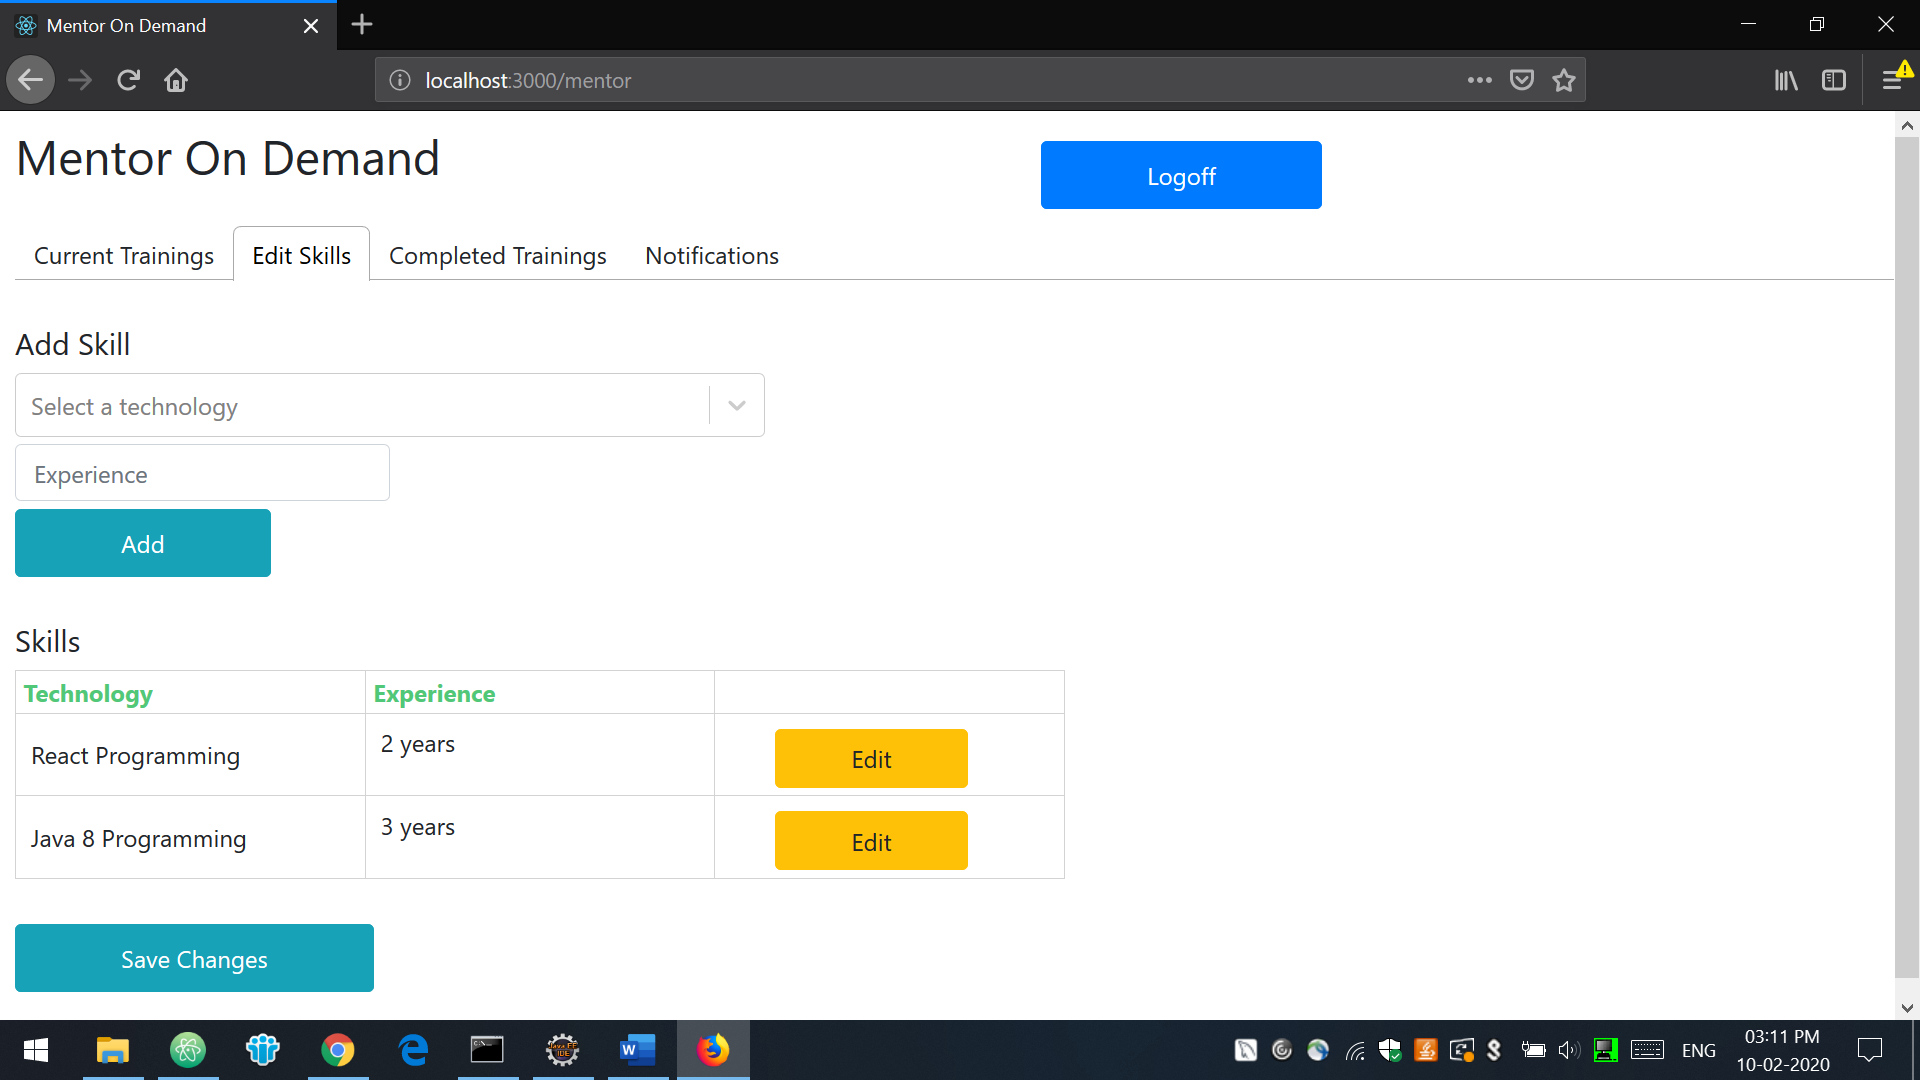 Mentor On Demand
localhost:3000/mentor
Mentor On Demand
Logoff
Current Trainings Edit Skills Completed Trainings Notifications
Add Skill
Select a technology
Experience
Add
Skills
Technology Experience
React Programming 2 years Edit
Java 8 Programming 3 years Edit
Save Changes
ENG
03:11 PM
10-02-2020